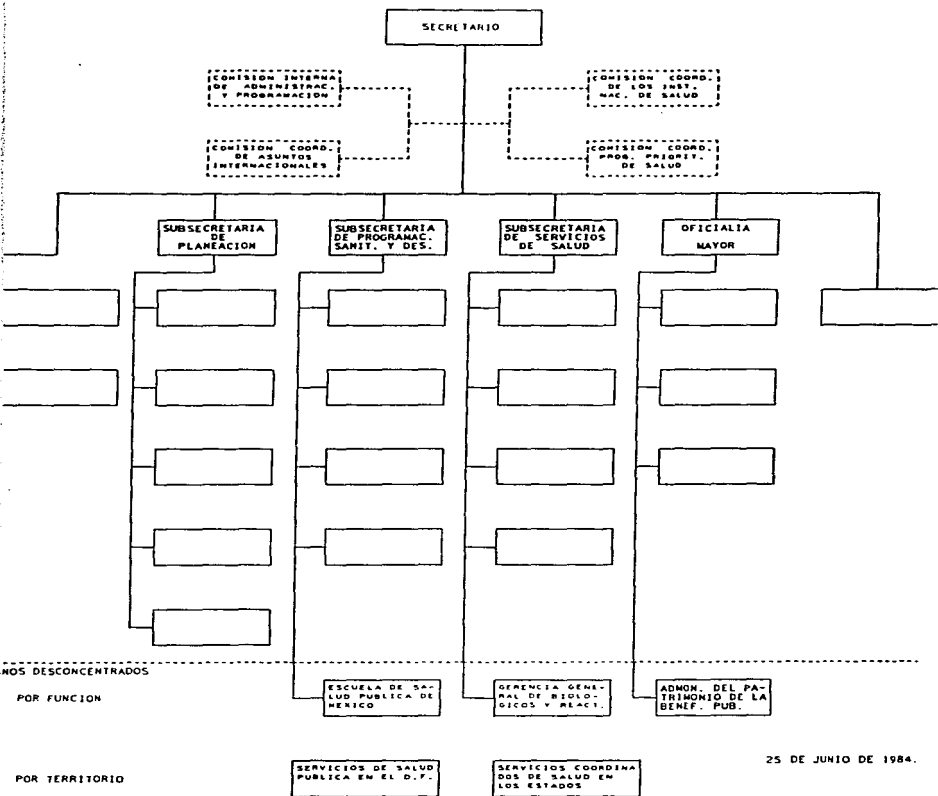 SECRETARIO
COMISION INTERNA
DE ADMINISTRAC.
Y PROGRAMACION
COMISION COORD.
DE LOS INST.
NAC. DE SALUD
COMISION COORD.
DE ASUNTOS
INTERNACIONALES
COMISION COORD.
PROG. PRIORIT.
DE SALUD
SUBSECRETARIA
DE
PLANEACION
SUBSECRETARIA
DE PROGRAMAC.
SANIT. Y DES.
SUBSECRETARIA
DE SERVICIOS
DE SALUD
OFICIALIA
MAYOR
NOS DESCONCENTRADOS
POR FUNCION
ESCUELA DE SA-
LUD PUBLICA DE
MEXICO
GERENCIA GENE-
RAL DE BIOLO-
GICOS Y REACT.
ADMON. DEL PA-
TRIMONIO DE LA
BENEF. PUB.
POR TERRITORIO
SERVICIOS DE SALUD
PUBLICA EN EL D.F.
SERVICIOS COORDINA
DOS DE SALUD EN
LOS ESTADOS
25 DE JUNIO DE 1984.